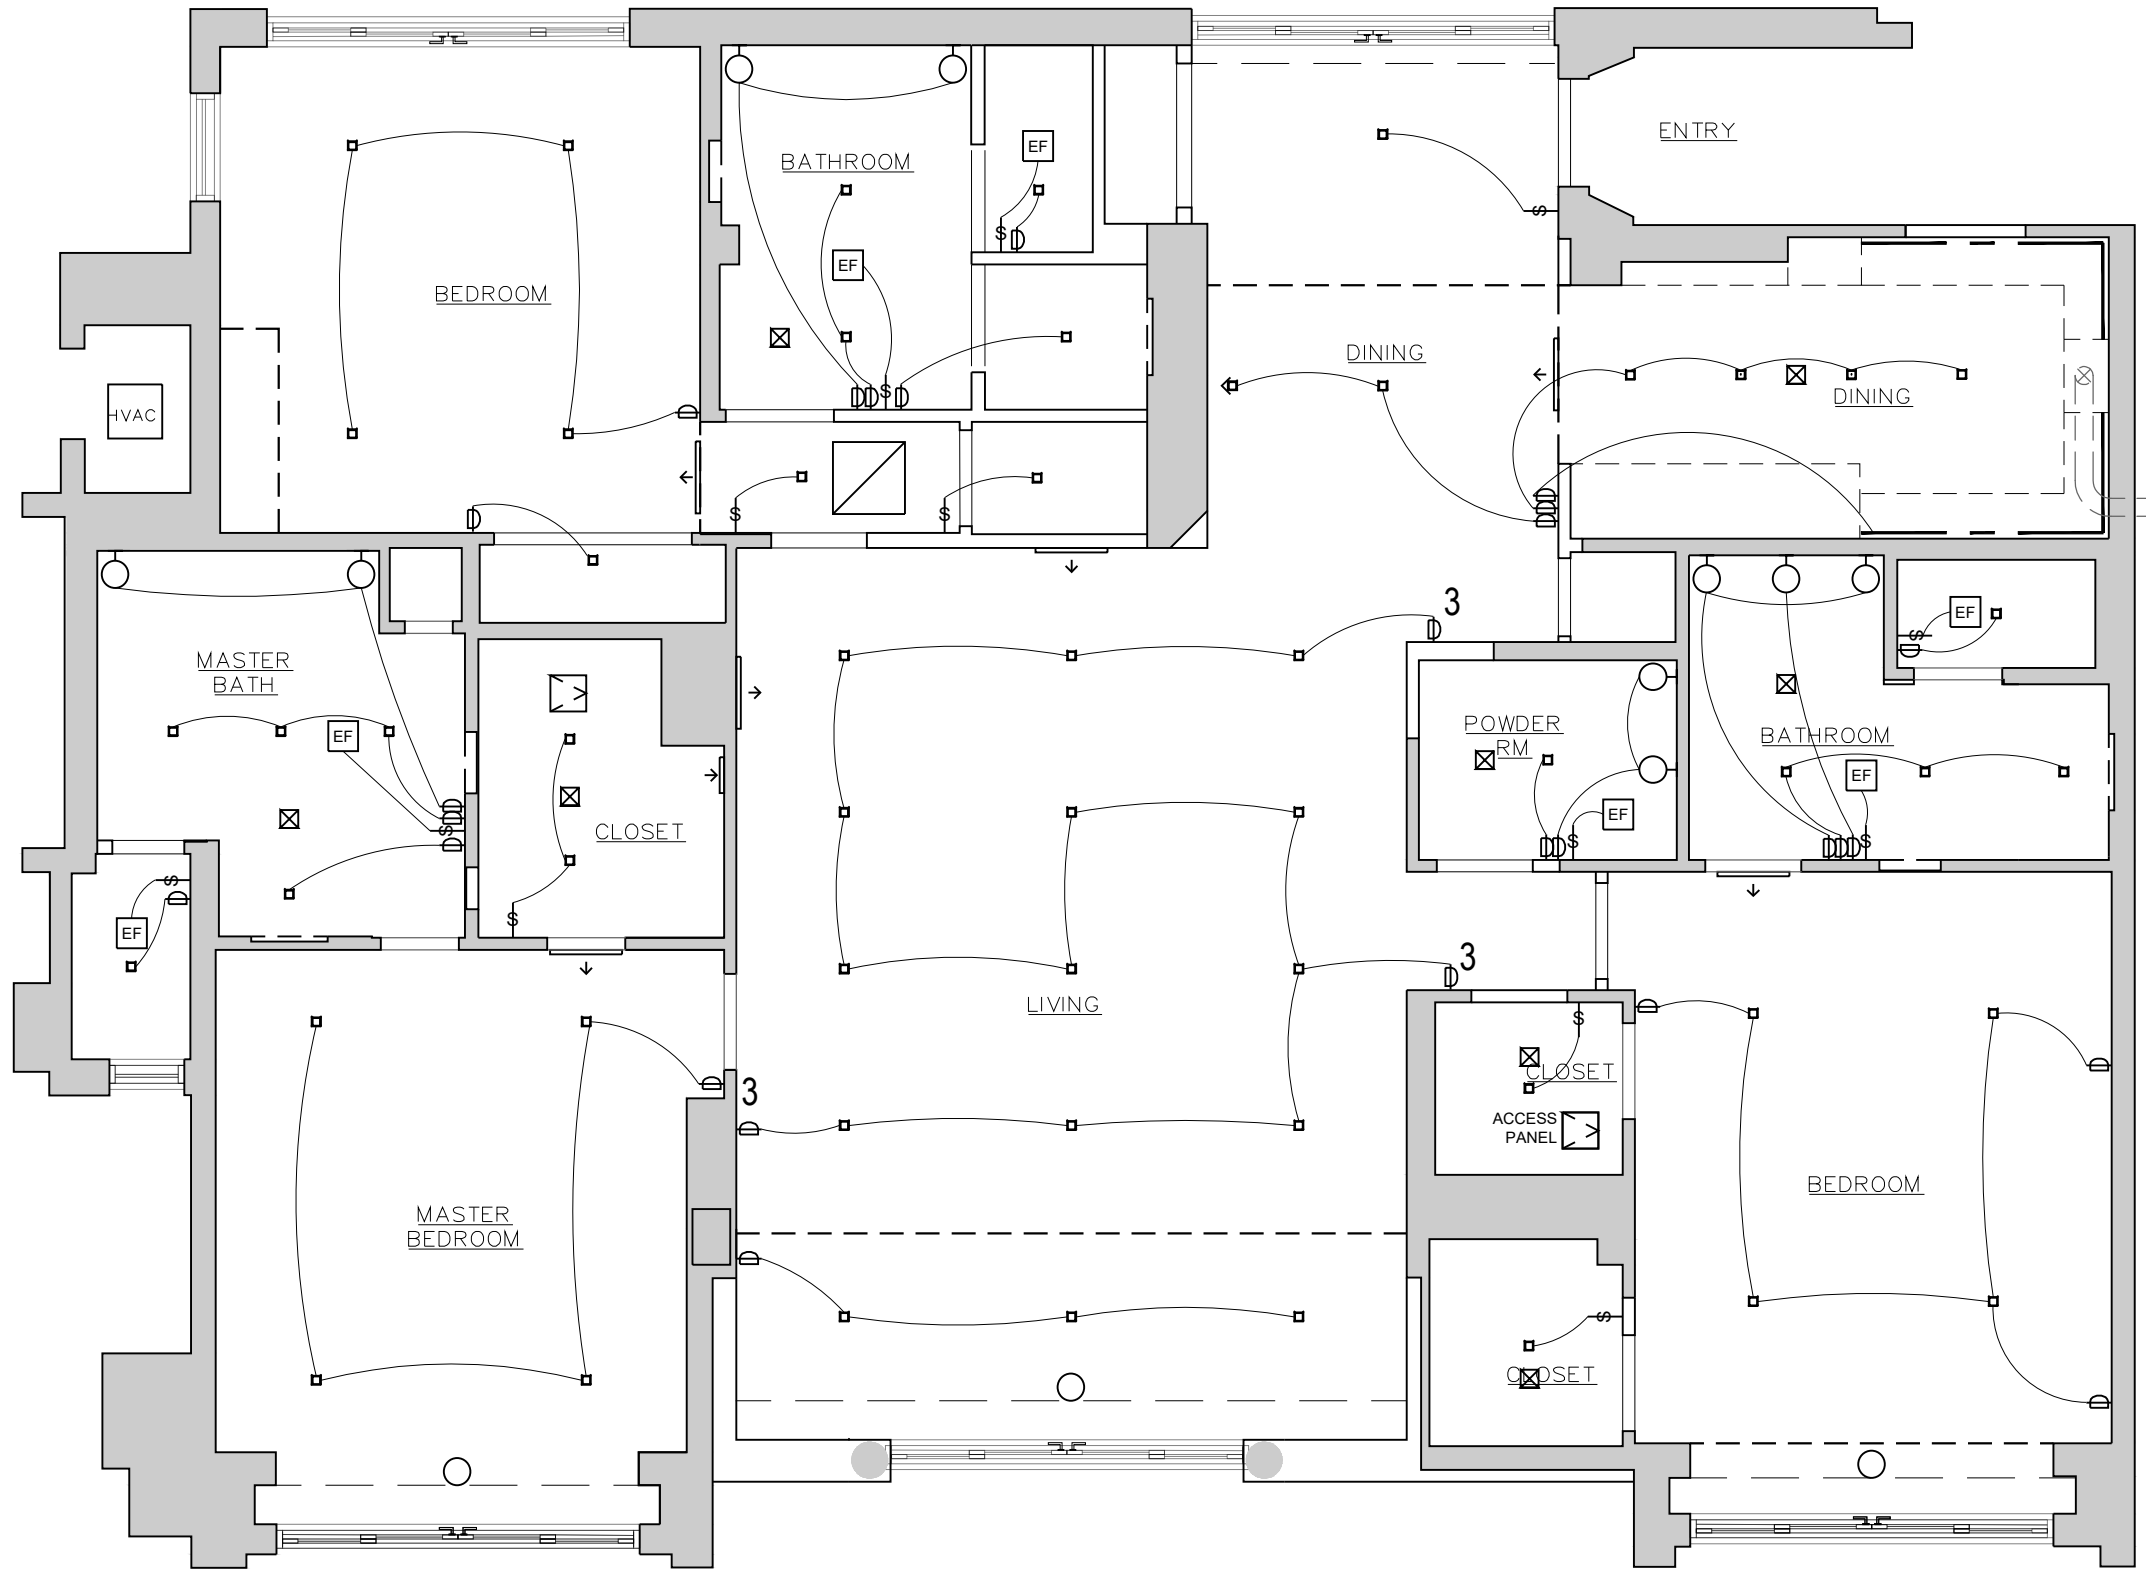 ENTRY
BATHROOM
EF
S
S
EF
BEDROOM
DINING
DINING
HVAC
S
S
S
3
EF
S
MASTER
BATH
POWDER
RM
BATHROOM
EF
EF
EF
CLOSET
S
S
S
S
EF
S
3
LIVING
S
CLOSET
3
ACCESS
PANEL
BEDROOM
MASTER
BEDROOM
S
CLOSET